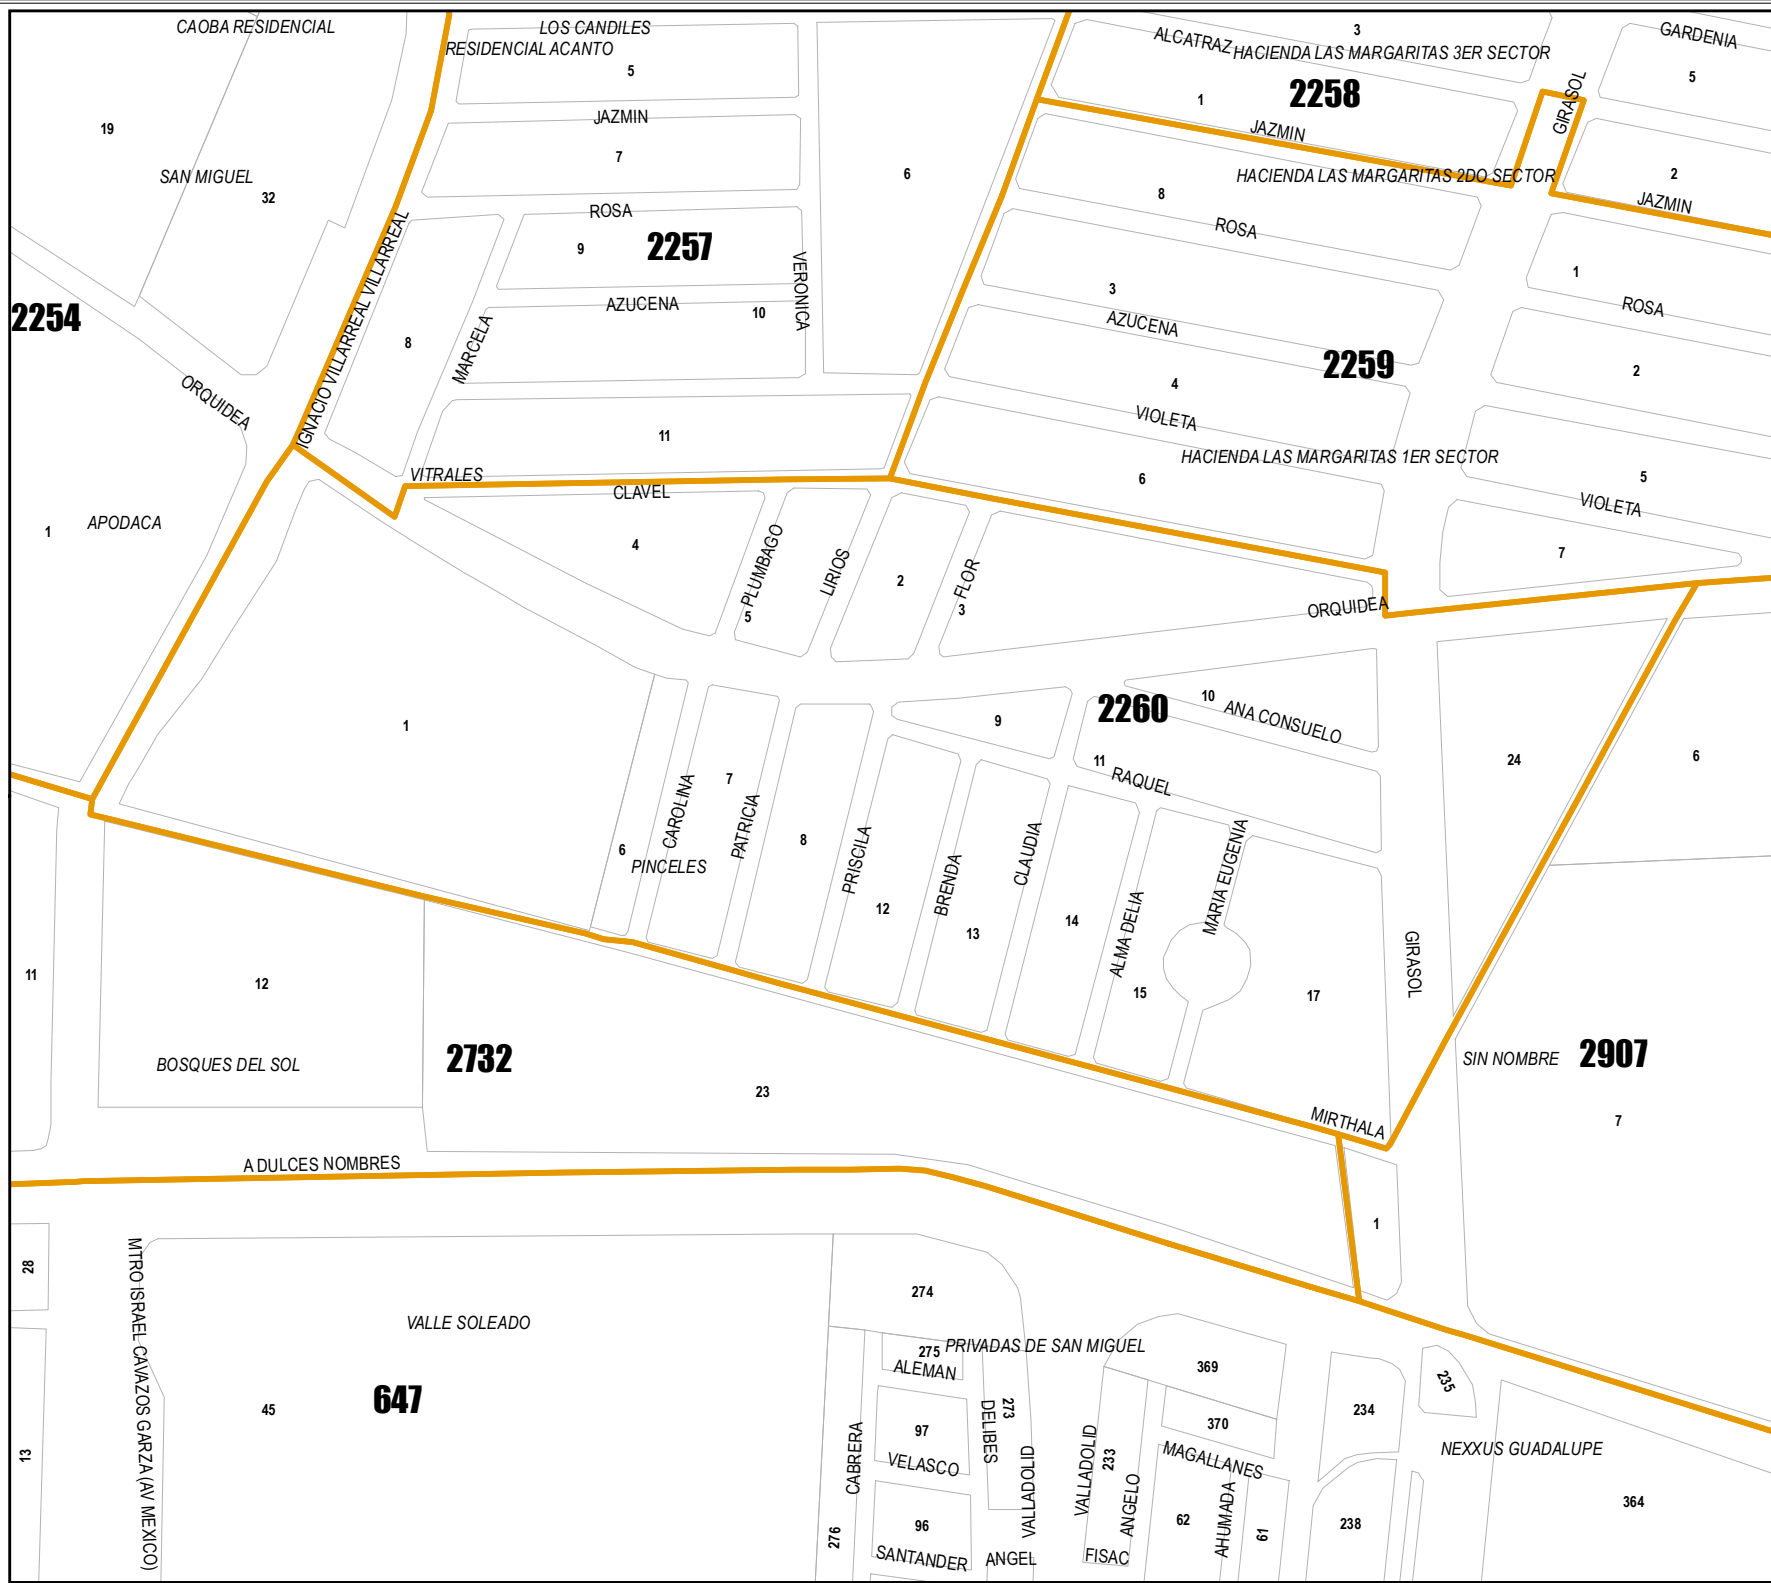 CAOBA RESIDENCIAL
LOS CANDILES
RESIDENCIAL ACANTO
5
3
ALCATRAZ
HACIENDA LAS MARGARITAS 3ER SECTOR
GARDENIA
5
2258
1
GIRASOL
19
JAZMIN
JAZMIN
7
SAN MIGUEL
32
6
HACIENDA LAS MARGARITAS 2DO SECTOR
2
8
JAZMIN
ROSA
ROSA
9
2257
VERONICA
IGNACIO VILLARREAL VILLARREAL
1
3
ROSA
2254
AZUCENA
10
AZUCENA
8
MARCELA
2259
2
4
ORQUIDEA
VIOLETA
11
HACIENDA LAS MARGARITAS 1ER SECTOR
VITRALES
6
5
CLAVEL
VIOLETA
1
APODACA
4
PLUMBAGO
LIRIOS
2
FLOR
7
5
3
ORQUIDEA
10
2260
ANA CONSUELO
1
9
24
6
11
RAQUEL
7
CAROLINA
PATRICIA
8
6
PINCELES
PRISCILA
BRENDA
CLAUDIA
MARIA EUGENIA
12
13
14
ALMA DELIA
GIRASOL
11
12
15
17
2732
BOSQUES DEL SOL
23
SIN NOMBRE
2907
7
MIRTHALA
A DULCES NOMBRES
1
28
MTRO ISRAEL CAVAZOS GARZA (AV MEXICO)
274
VALLE SOLEADO
275
PRIVADAS DE SAN MIGUEL
ALEMAN
369
235
647
45
273
DELIBES
97
370
234
13
CABRERA
VELASCO
VALLADOLID
VALLADOLID
233
MAGALLANES
NEXXUS GUADALUPE
ANGELO
AHUMADA
364
276
96
62
61
238
SANTANDER
ANGEL
FISAC